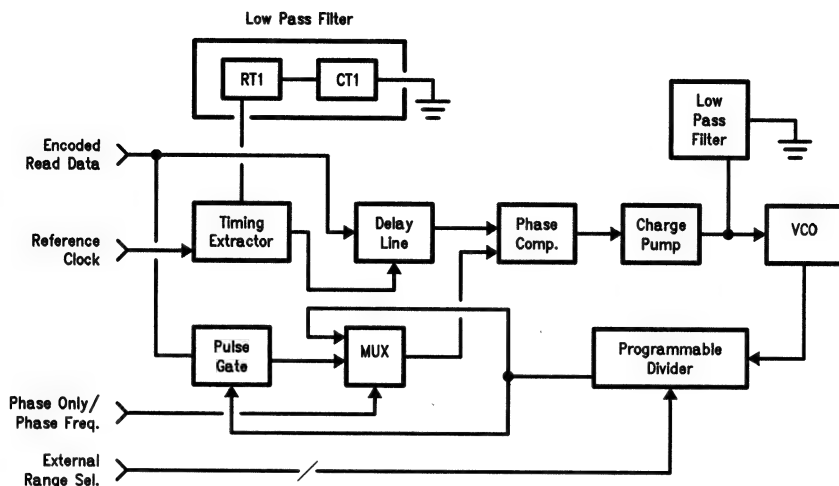 Low Pass Filter
RT1
CT1
Low
Pass
Filter
Encoded
Read Data
Timing
Extractor
Delay
Line
Phase
Comp.
Charge
Pump
VCO
Reference
Clock
Pulse
Gate
MUX
Programmable
Divider
Phase Only/
Phase Freq.
External
Range Sel.